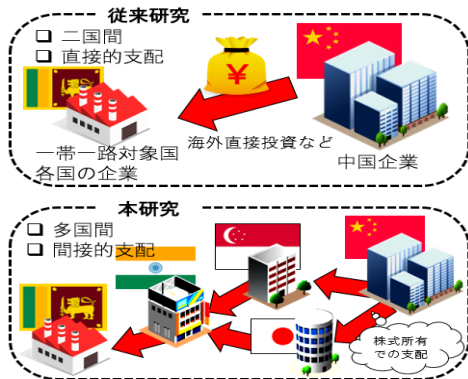 従来研究
❑ 二国間
❑ 直接的支配
¥
海外直接投資など
一帯一路対象国
各国の企業
中国企業
本研究
❑ 多国間
❑ 間接的支配
株式所有
での支配